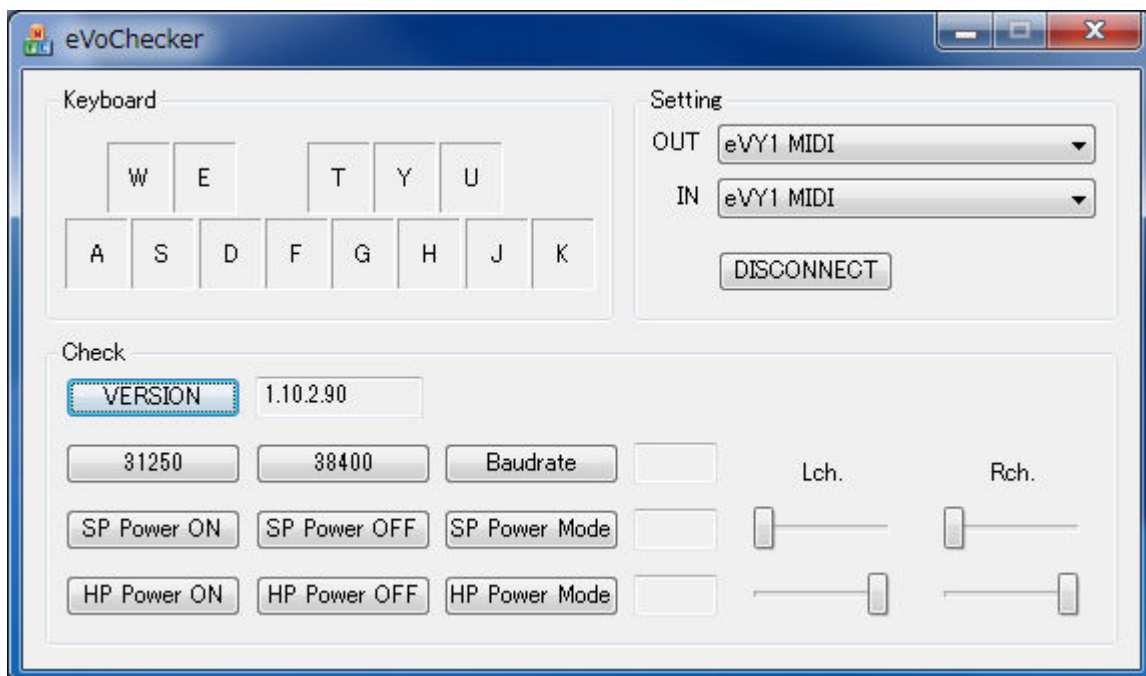 eVoChecker
Keyboard
W E T Y U
A S D F G H J K
Setting
OUT eVY1 MIDI
IN eVY1 MIDI
DISCONNECT
Check
VERSION 1.10.2.90
31250 38400 Baudrate Lch. Rch.
SP Power ON SP Power OFF SP Power Mode
HP Power ON HP Power OFF HP Power Mode